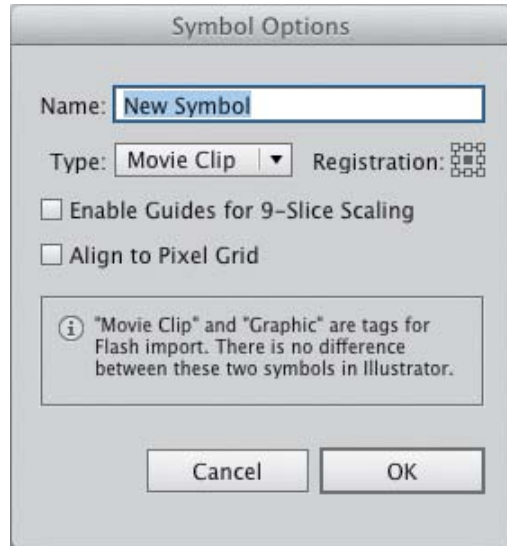 Symbol Options
Name: New Symbol
Type: Movie Clip Registration:
Enable Guides for 9-Slice Scaling
Align to Pixel Grid
"Movie Clip" and "Graphic" are tags for
Flash import. There is no difference
between these two symbols in Illustrator.
Cancel OK